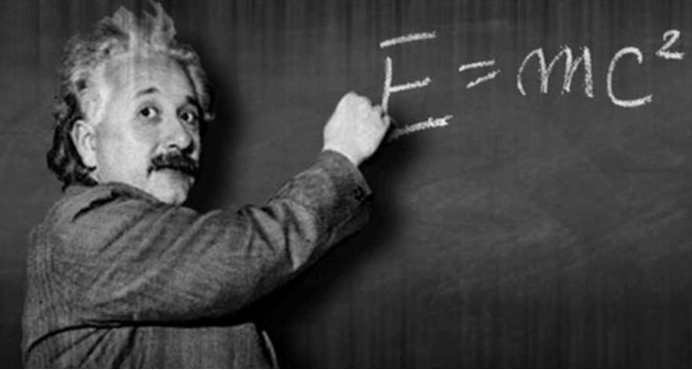 E = mc²